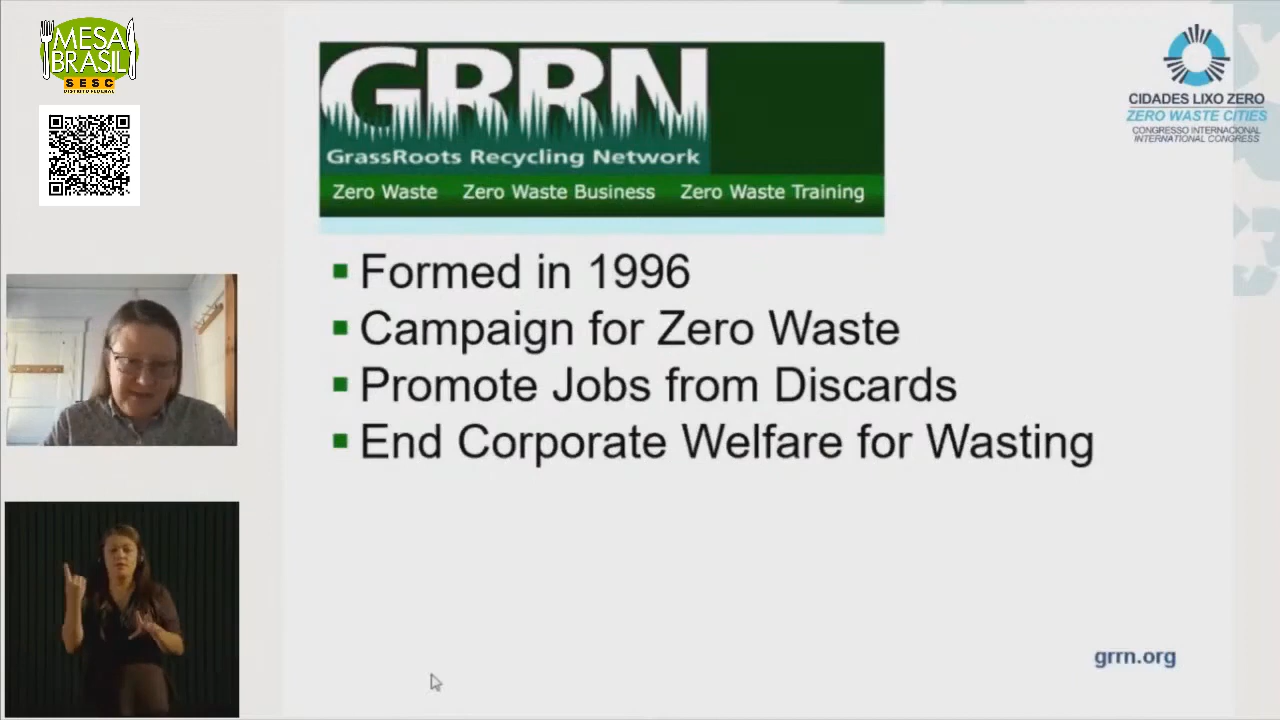 MESA
BRASIL
SESC
DISTRITO FEDERAL
GRRN
GrassRoots Recycling Network
Zero Waste Zero Waste Business Zero Waste Training
CIDADES LIXO ZERO
ZERO WASTE CITIES
CONGRESSO INTERNACIONAL
INTERNATIONAL CONGRESS
Formed in 1996
Campaign for Zero Waste
Promote Jobs from Discards
End Corporate Welfare for Wasting
grrn.org